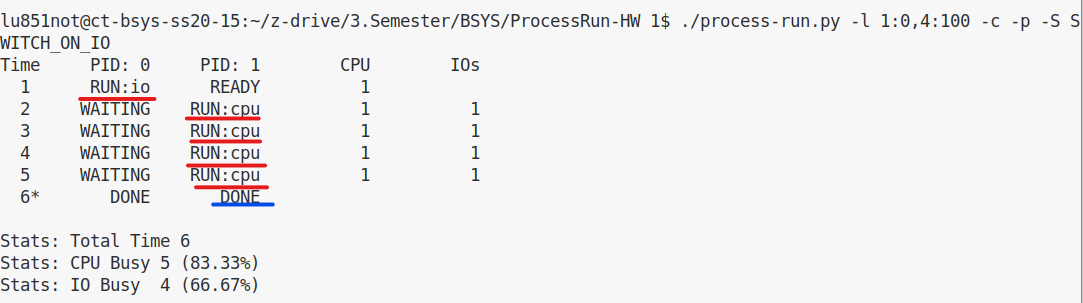 lu851not@ct-bsys-ss20-15:~/z-drive/3.Semester/BSYS/ProcessRun-HW 1$ ./process-run.py -l 1:0,4:100 -c -p -S S
WITCH_ON_IO
Time     PID: 0     PID: 1        CPU        IOs
  1      RUN:io      READY          1
  2     WAITING    RUN:cpu          1          1
  3     WAITING    RUN:cpu          1          1
  4     WAITING    RUN:cpu          1          1
  5     WAITING    RUN:cpu          1          1
  6*       DONE       DONE
Stats: Total Time 6
Stats: CPU Busy 5 (83.33%)
Stats: IO Busy  4 (66.67%)